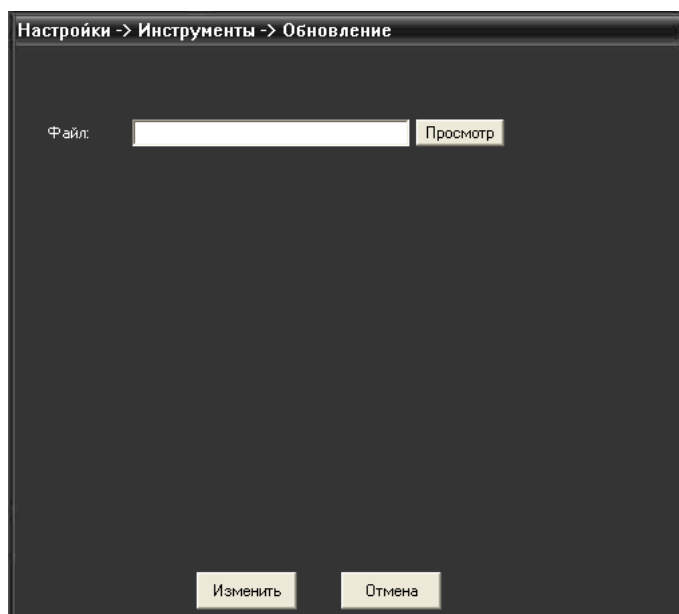 Настройки -> Инструменты -> Обновление
Файл:
Просмотр
Изменить
Отмена